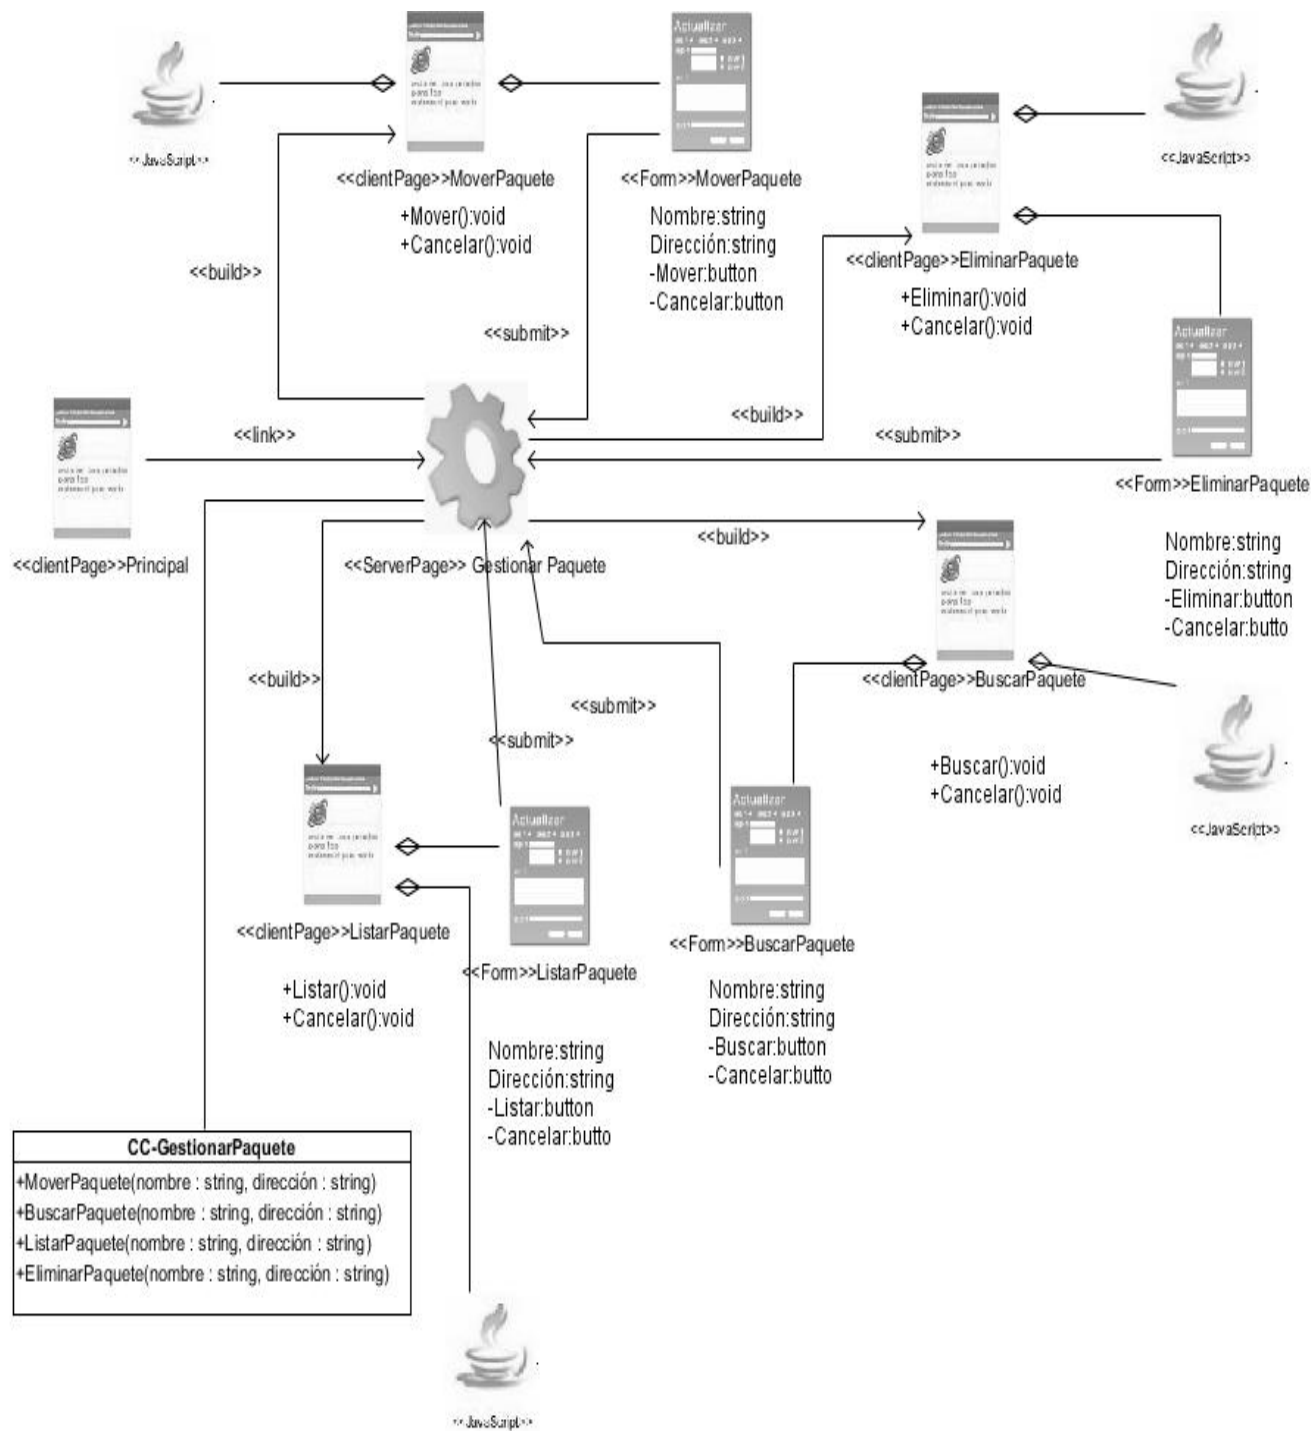 Actualizar
<<JavaScript>>
<<clientPage>>MoverPaquete
+Mover():void
+Cancelar():void
<<Form>>MoverPaquete
Nombre:string
Dirección:string
-Mover:button
-Cancelar:button
<<JavaScript>>
<<clientPage>>EliminarPaquete
+Eliminar():void
+Cancelar():void
<<build>>
<<submit>>
Actualizar
<<link>>
<<build>>
<<submit>>
<<Form>>EliminarPaquete
Nombre:string
Dirección:string
-Eliminar:button
-Cancelar:butto
<<clientPage>>Principal
<<ServerPage>> Gestionar Paquete
<<build>>
<<build>>
<<submit>>
<<submit>>
<<clientPage>>BuscarPaquete
+Buscar():void
+Cancelar():void
<<JavaScript>>
Actualizar
Actualizar
<<clientPage>>ListarPaquete
+Listar():void
+Cancelar():void
<<Form>>ListarPaquete
Nombre:string
Dirección:string
-Listar:button
-Cancelar:butto
<<Form>>BuscarPaquete
Nombre:string
Dirección:string
-Buscar:button
-Cancelar:butto
CC-GestionarPaquete
+MoverPaquete(nombre : string, dirección : string)
+BuscarPaquete(nombre : string, dirección : string)
+ListarPaquete(nombre : string, dirección : string)
+EliminarPaquete(nombre : string, dirección : string)
<<JavaScript>>